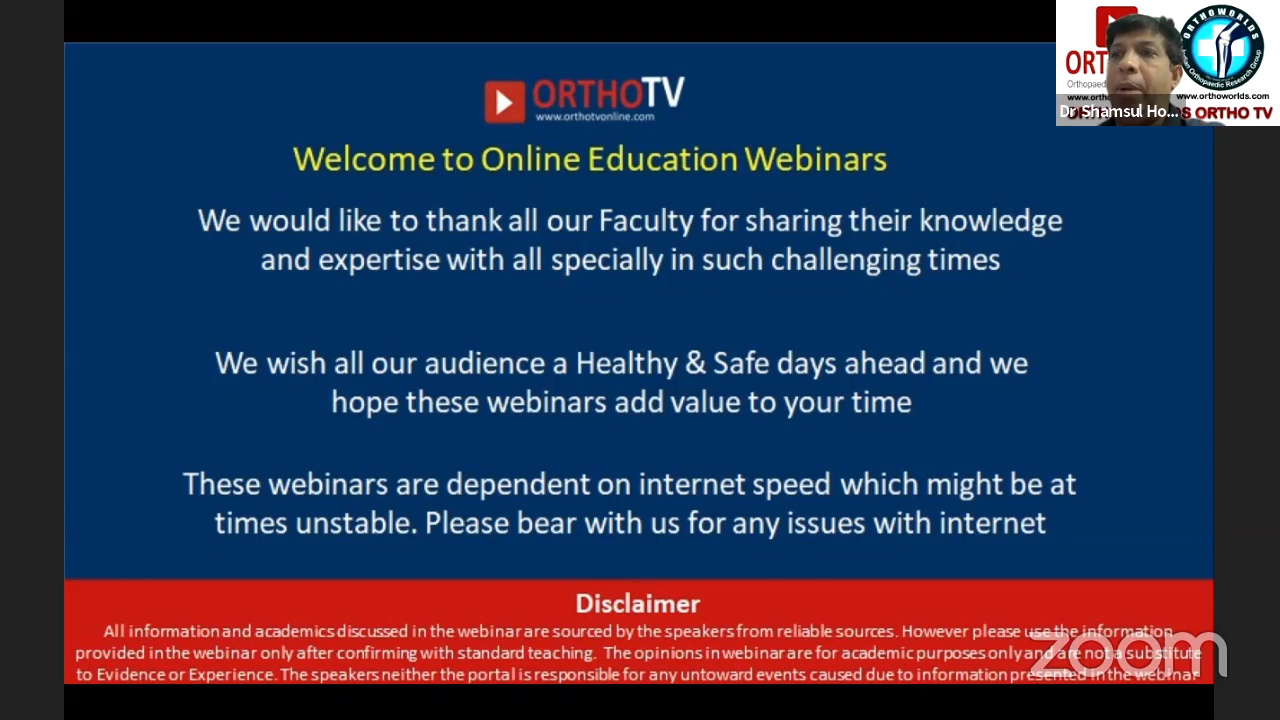 ORTHOTV
www.orthotvonline.com
Welcome to Online Education Webinars
We would like to thank all our Faculty for sharing their knowledge
and expertise with all specially in such challenging times
We wish all our audience a Healthy & Safe days ahead and we
hope these webinars add value to your time
These webinars are dependent on internet speed which might be at
times unstable. Please bear with us for any issues with internet
Disclaimer
All information and academics discussed in the webinar are sourced by the speakers from reliable sources. However please use the information
provided in the webinar only after confirming with standard teaching. The opinions in webinar are for academic purposes only and are not a substitute
to Evidence or Experience. The speakers neither the portal is responsible for any untoward events caused due to information presented in the webinar
zoom
ORTHOWORLDS
Orthopaedic Research Group
www.orthoworlds.com
Dr Shamsul Ho...
S ORTHO TV